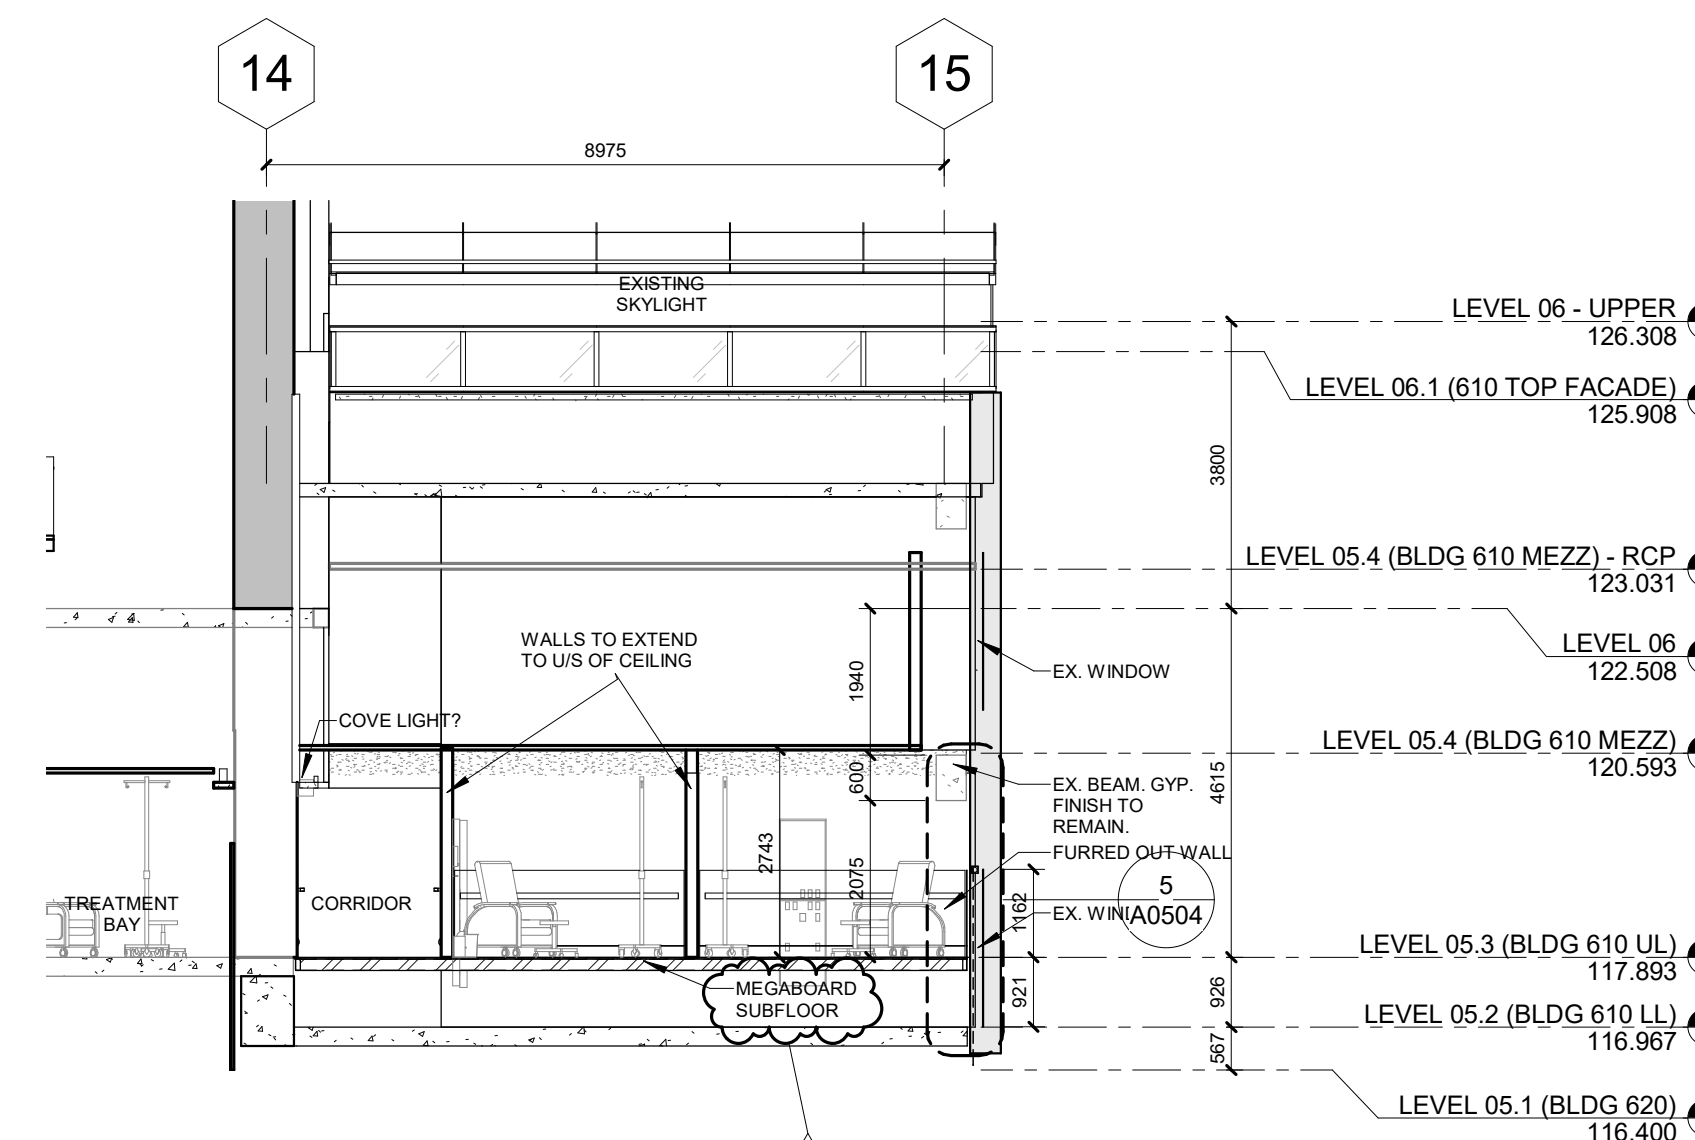 14
15
8975
EXISTING
SKYLIGHT
LEVEL 06 - UPPER
126.308
LEVEL 06.1 (610 TOP FACADE)
125.908
3800
LEVEL 05.4 (BLDG 610 MEZZ) - RCP
123.031
WALLS TO EXTEND
TO U/S OF CEILING
1940
EX. WINDOW
LEVEL 06
122.508
COVE LIGHT?
LEVEL 05.4 (BLDG 610 MEZZ)
120.593
600
EX. BEAM. GYP.
FINISH TO
REMAIN.
4615
2743
2075
FURRED OUT WALL
5
A0504
1162
EX. WIN
TREATMENT
BAY
CORRIDOR
LEVEL 05.3 (BLDG 610 UL)
117.893
MEGABOARD
SUBFLOOR
921
926
LEVEL 05.2 (BLDG 610 LL)
116.967
567
LEVEL 05.1 (BLDG 620)
116.400